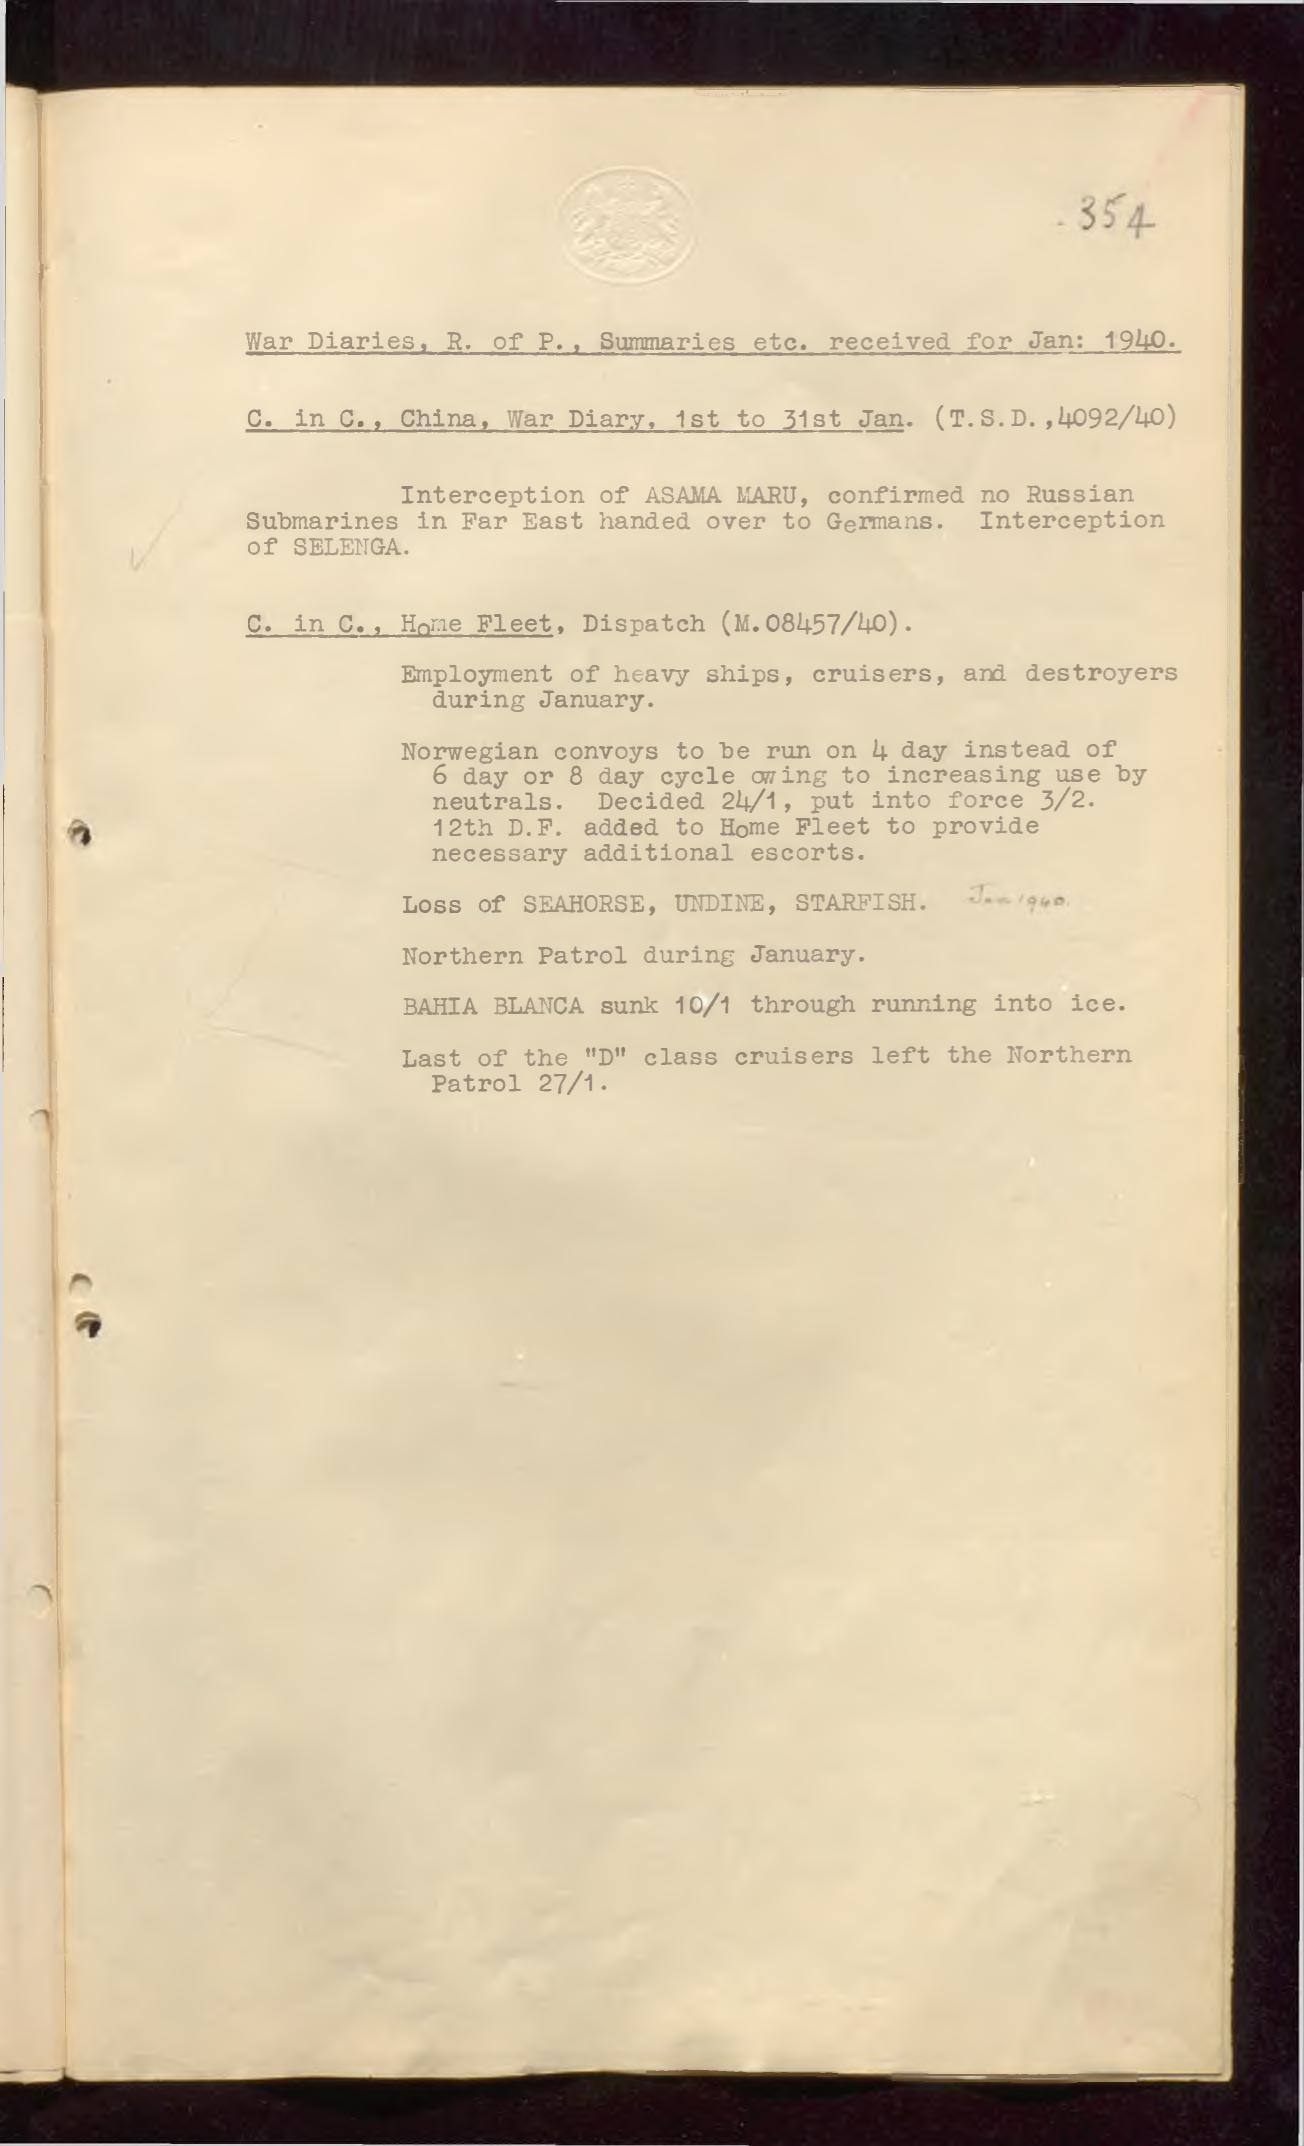 354
War Diaries, R. of P., Summaries etc. received for Jan: 1940.
C. in C., China, War Diary, 1st to 31st Jan. (T.S.D.,4092/40)
Interception of ASAMA MARU, confirmed no Russian
Submarines in Far East handed over to Germans. Interception
of SELENGA.
C. in C., Home Fleet, Dispatch (M.08457/40).
Employment of heavy ships, cruisers, and destroyers
during January.
Norwegian convoys to be run on 4 day instead of
6 day or 8 day cycle owing to increasing use by
neutrals. Decided 24/1, put into force 3/2.
12th D.F. added to Home Fleet to provide
necessary additional escorts.
Loss of SEAHORSE, UNDINE, STARFISH. Jan 1940.
Northern Patrol during January.
BAHIA BLANCA sunk 10/1 through running into ice.
Last of the "D" class cruisers left the Northern
Patrol 27/1.